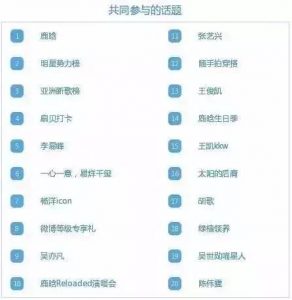 共同参与的话题
1 鹿晗
2 明星势力榜
3 亚洲新歌榜
4 扇贝打卡
5 李易峰
6 一心一意，易烊千玺
7 杨洋icon
8 微博等级专享礼
9 吴亦凡
10 鹿晗Reloaded演唱会
11 张艺兴
12 随手拍穿搭
13 王俊凯
14 鹿晗生日季
15 王凯kkw
16 太阳的后裔
17 胡歌
18 绿植领养
19 吴世勋喵星人
20 陈伟霆